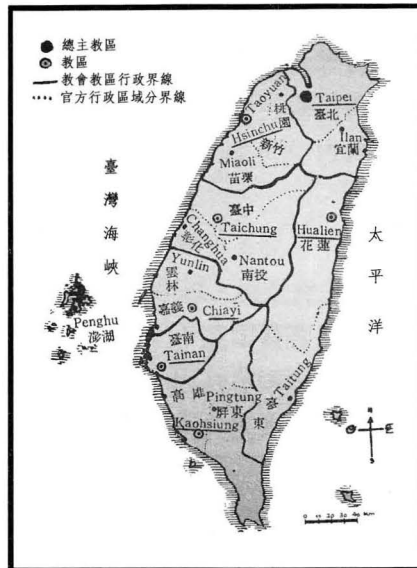 總主教區
教區
教會教區行政界線
官方行政區域分界線
Taoyuan
桃園
Taipei
臺北
Hsinchu
新竹
Ilan
宜蘭
Miaoli
苗栗
臺灣海峽
臺中
Taichung
Hualien
花蓮
太平洋
Changhua
彰化
Nantou
南投
Yunlin
雲林
嘉義
Chiayi
Penghu
澎湖
臺南
Tainan
高雄
Pingtung
屏東
Kaohsiung
Taitung
臺東
E